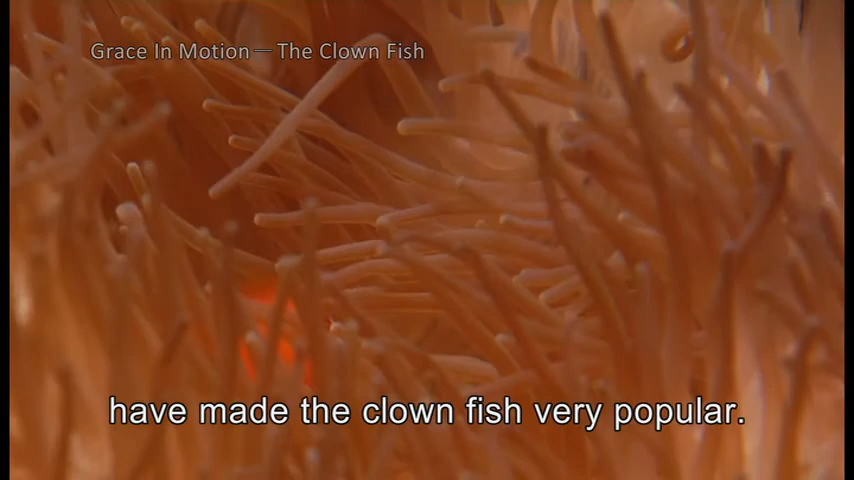 Grace In Motion — The Clown Fish
have made the clown fish very popular.